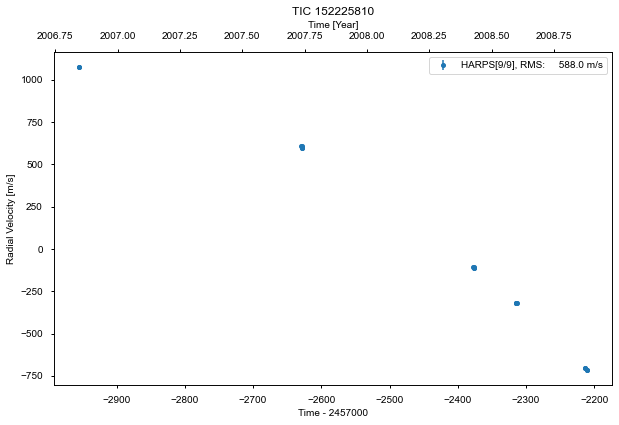 TIC 152225810
Time [Year]
2006.75 2007.00 2007.25 2007.50 2007.75 2008.00 2008.25 2008.50 2008.75
HARPS[9/9], RMS: 588.0 m/s
1000
750
500
250
0
−250
−500
−750
Radial Velocity [m/s]
−2900 −2800 −2700 −2600 −2500 −2400 −2300 −2200
Time - 2457000